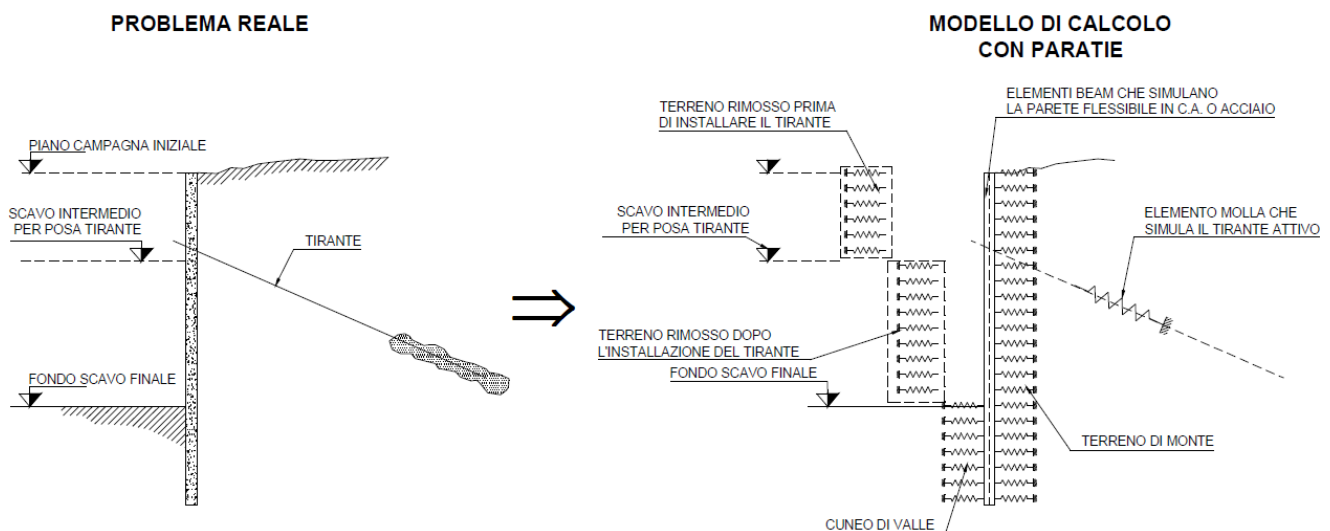 PROBLEMA REALE
PIANO CAMPAGNA INIZIALE
SCAVO INTERMEDIO
PER POSA TIRANTE
TIRANTE
FONDO SCAVO FINALE
MODELLO DI CALCOLO
CON PARATIE
ELEMENTI BEAM CHE SIMULANO
LA PARETE FLESSIBILE IN C.A. O ACCIAIO
TERRENO RIMOSSO PRIMA
DI INSTALLARE IL TIRANTE
SCAVO INTERMEDIO
PER POSA TIRANTE
ELEMENTO MOLLA CHE
SIMULA IL TIRANTE ATTIVO
TERRENO RIMOSSO DOPO
L'INSTALLAZIONE DEL TIRANTE
FONDO SCAVO FINALE
TERRENO DI MONTE
CUNEO DI VALLE